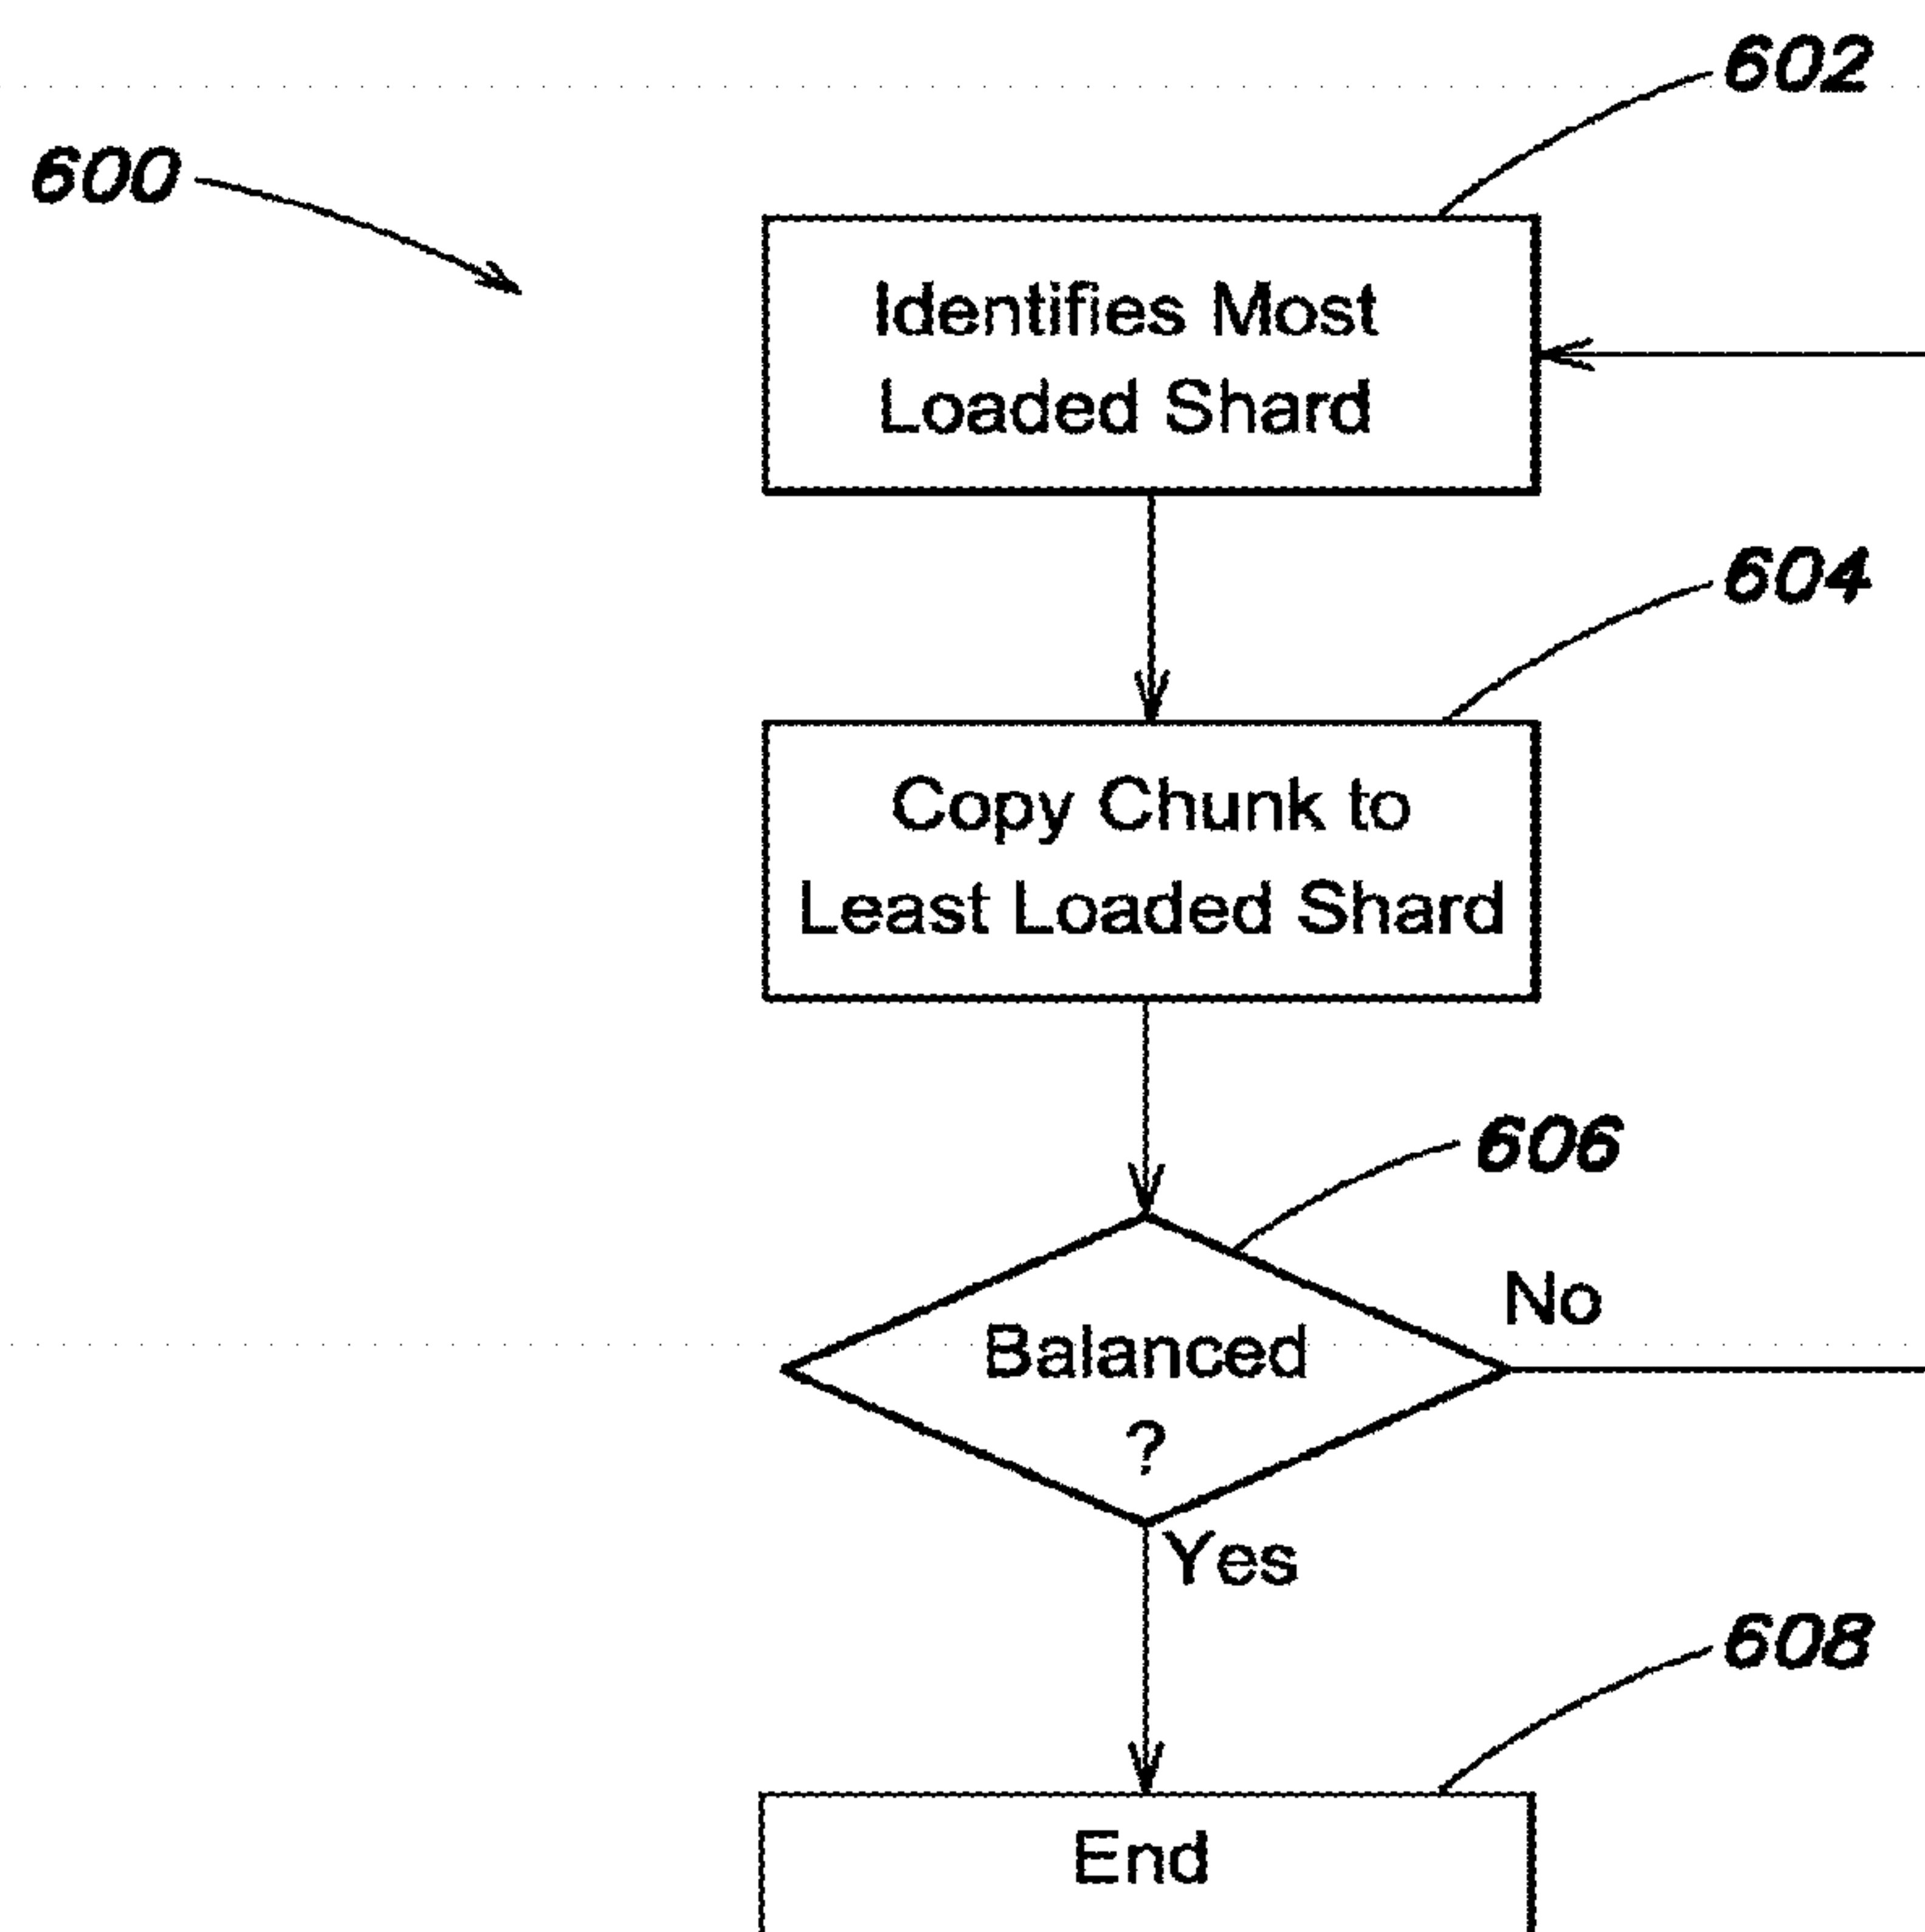 602
600
Identifies Most
Loaded Shard
604
Copy Chunk to
Least Loaded Shard
606
No
Balanced
?
Yes
608
End